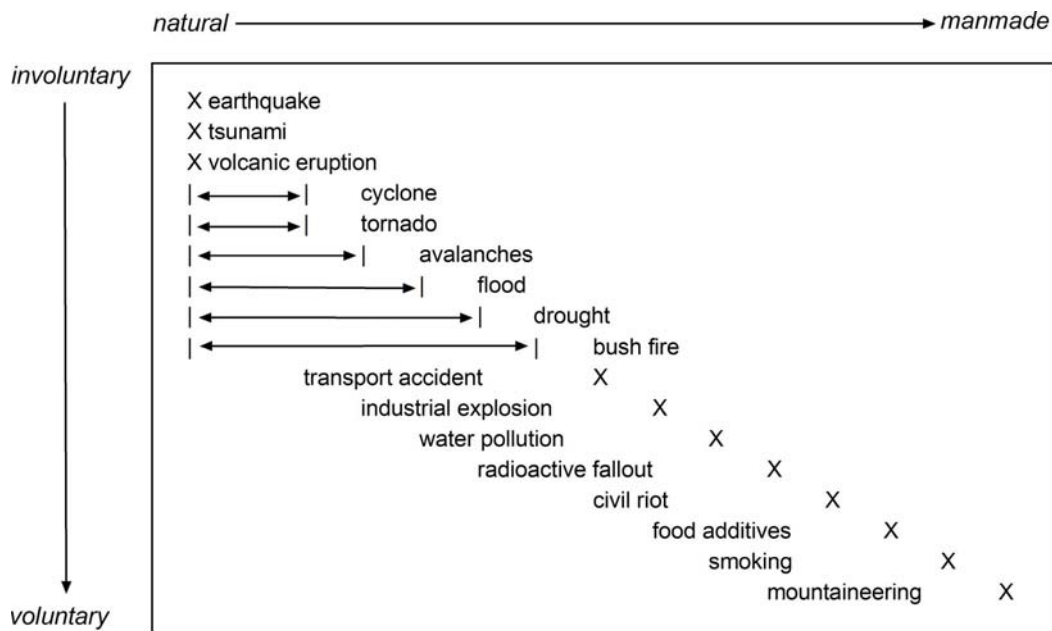 natural manmade
involuntary
X earthquake
X tsunami
X volcanic eruption
| | cyclone
| | tornado
| | avalanches
| | flood
| | drought
| | bush fire
transport accident X
industrial explosion X
water pollution X
radioactive fallout X
civil riot X
food additives X
smoking X
mountaineering X
voluntary